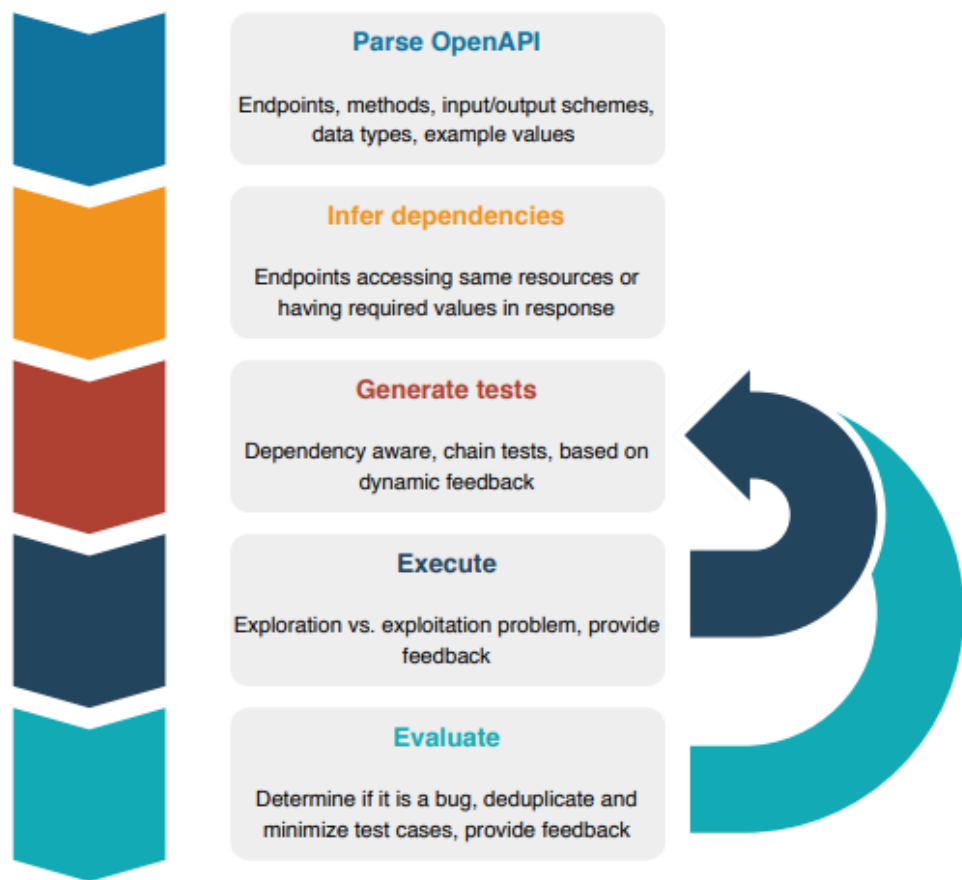 Parse OpenAPI
Endpoints, methods, input/output schemes,
data types, example values
Infer dependencies
Endpoints accessing same resources or
having required values in response
Generate tests
Dependency aware, chain tests, based on
dynamic feedback
Execute
Exploration vs. exploitation problem, provide
feedback
Evaluate
Determine if it is a bug, deduplicate and
minimize test cases, provide feedback